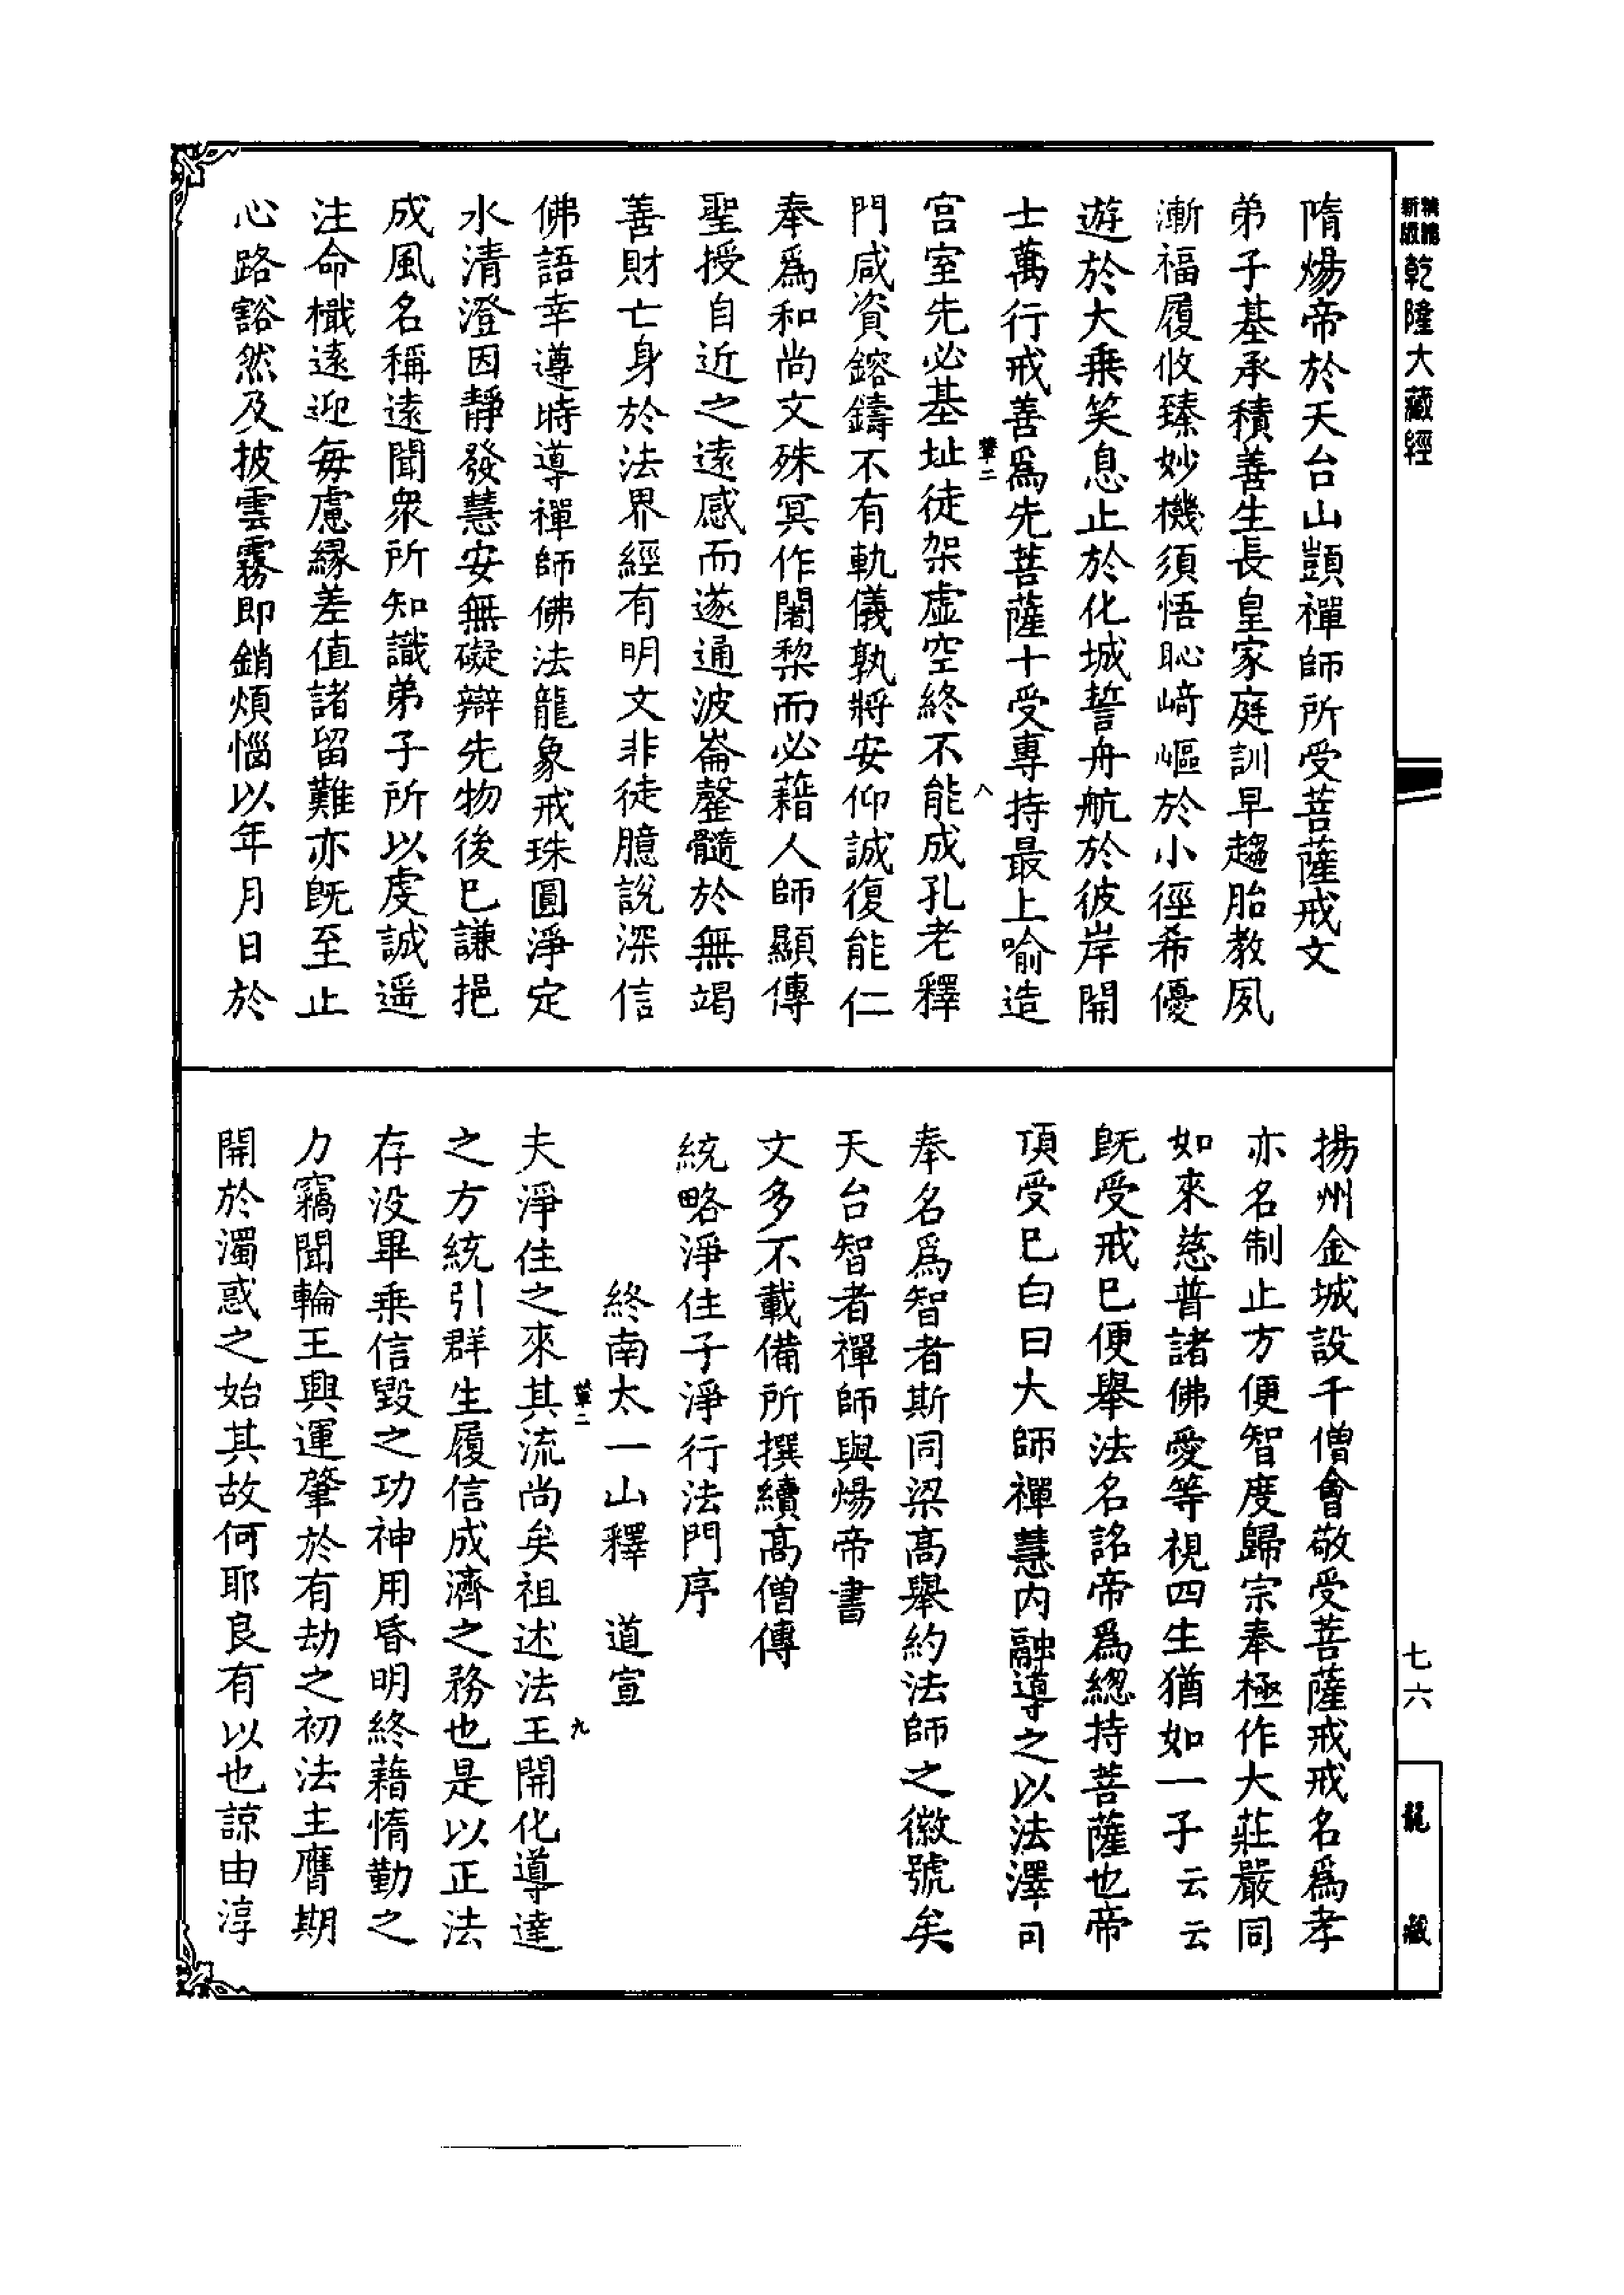 乾隆大藏經
隋煬帝於天台山顗禪師所受菩薩戒文
弟子基承積善生長皇家庭訓早趨胎教夙
漸福履攸臻妙機須悟恥崎嶇於小徑希優
遊於大乗笑息止於化城誓舟航於彼岸開
士萬行戒善爲先菩薩十受專持最上喻造
宫室先必基址徒架虚空終不能成孔老釋
門咸資鎔鑄不有軌儀孰將安仰誠復能仁
奉爲和尚文殊冥作闍棃而必藉人師顯傳
聖授自近之遠感而遂通波崙罄髓於無竭
善財亡身於法界經有明文非徒臆說深信
佛語幸遵時導禪師佛法龍象戒珠圓淨定
水清澄因靜發慧安無礙辯先物後已謙挹
成風名稱遠聞衆所知識弟子所以虔誠遥
注命檝遠迎每慮縁差值諸留難亦旣至止
心路豁然及披雲霧即銷煩惱以年月日於
揚州金城設千僧會敬受菩薩戒戒名爲孝
亦名制止方便智度歸宗奉極作大莊嚴同
如來慈普諸佛愛等視四生猶如一子云云
旣受戒已便舉法名詺帝爲緫持菩薩也帝
頂受已白曰大師禪慧内融導之以法澤可
奉名爲智者斯同梁高舉約法師之徽號矣
天台智者禪師與煬帝書
文多不載備所撰續高僧傳
統略淨住子淨行法門序
終南太一山釋　道宣
夫淨住之來其流尚矣祖述法王開化導達
之方統引群生履信成濟之務也是以正法
存没畢乗信毀之功神用昏明終藉惰勤之
力竊聞輪王興運肇於有劫之初法主膺期
開於濁惑之始其故何耶良有以也諒由淳
七六
龍藏